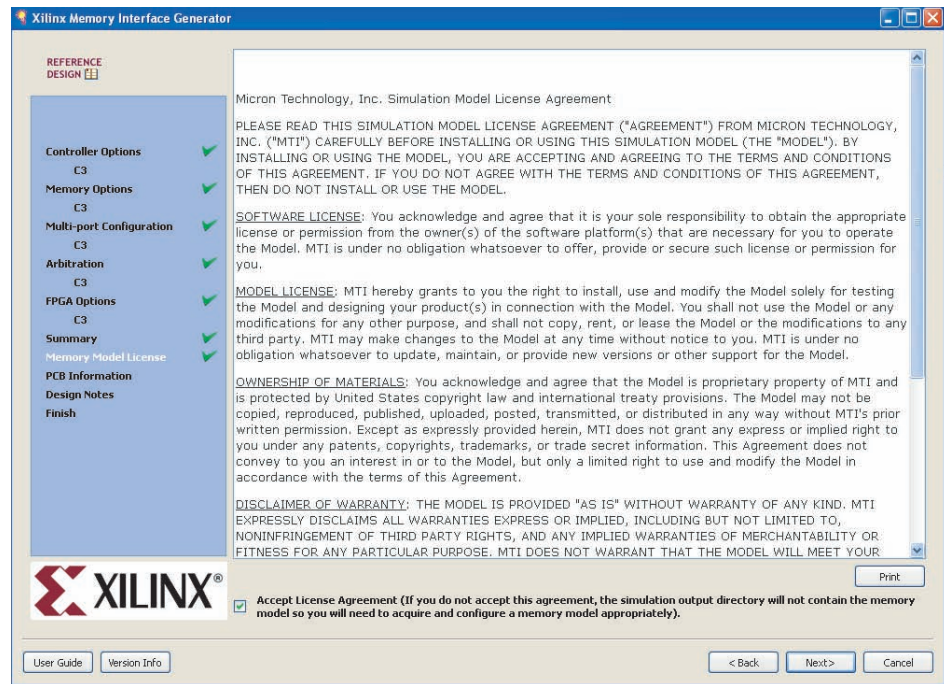 Xilinx Memory Interface Generator
REFERENCE
DESIGN
Controller Options
C3
Memory Options
C3
Multi-port Configuration
C3
Arbitration
C3
FPGA Options
C3
Summary
Memory Model License
PCB Information
Design Notes
Finish
XILINX®
Micron Technology, Inc. Simulation Model License Agreement
PLEASE READ THIS SIMULATION MODEL LICENSE AGREEMENT ("AGREEMENT") FROM MICRON TECHNOLOGY,
INC. ("MTI") CAREFULLY BEFORE INSTALLING OR USING THIS SIMULATION MODEL (THE "MODEL"). BY
INSTALLING OR USING THE MODEL, YOU ARE ACCEPTING AND AGREEING TO THE TERMS AND CONDITIONS
OF THIS AGREEMENT. IF YOU DO NOT AGREE WITH THE TERMS AND CONDITIONS OF THIS AGREEMENT,
THEN DO NOT INSTALL OR USE THE MODEL.
SOFTWARE LICENSE: You acknowledge and agree that it is your sole responsibility to obtain the appropriate
license or permission from the owner(s) of the software platform(s) that are necessary for you to operate
the Model. MTI is under no obligation whatsoever to offer, provide or secure such license or permission for
you.
MODEL LICENSE: MTI hereby grants to you the right to install, use and modify the Model solely for testing
the Model and designing your product(s) in connection with the Model. You shall not use the Model or any
modifications for any other purpose, and shall not copy, rent, or lease the Model or the modifications to any
third party. MTI may make changes to the Model at any time without notice to you. MTI is under no
obligation whatsoever to update, maintain, or provide new versions or other support for the Model.
OWNERSHIP OF MATERIALS: You acknowledge and agree that the Model is proprietary property of MTI and
is protected by United States copyright law and international treaty provisions. The Model may not be
copied, reproduced, published, uploaded, posted, transmitted, or distributed in any way without MTI's prior
written permission. Except as expressly provided herein, MTI does not grant any express or implied right to
you under any patents, copyrights, trademarks, or trade secret information. This Agreement does not
convey to you an interest in or to the Model, but only a limited right to use and modify the Model in
accordance with the terms of this Agreement.
DISCLAIMER OF WARRANTY: THE MODEL IS PROVIDED "AS IS" WITHOUT WARRANTY OF ANY KIND. MTI
EXPRESSLY DISCLAIMS ALL WARRANTIES EXPRESS OR IMPLIED, INCLUDING BUT NOT LIMITED TO,
NONINFRINGEMENT OF THIRD PARTY RIGHTS, AND ANY IMPLIED WARRANTIES OF MERCHANTABILITY OR
FITNESS FOR ANY PARTICULAR PURPOSE. MTI DOES NOT WARRANT THAT THE MODEL WILL MEET YOUR
Print
Accept License Agreement (If you do not accept this agreement, the simulation output directory will not contain the memory
model so you will need to acquire and configure a memory model appropriately).
User Guide
Version Info
< Back
Next>
Cancel